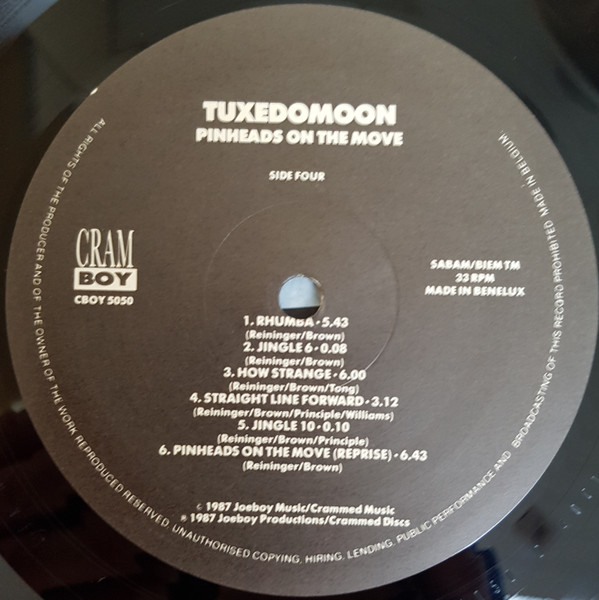 TUXEDOMOON
PINHEADS ON THE MOVE
SIDE FOUR
CRAM
BOY
CBOY 5050
SABAM/BIEM TM
33 RPM
MADE IN BENELUX
1. RHUMBA • 5.43
(Reininger/Brown)
2. JINGLE 6 • 0.08
(Reininger/Brown)
3. HOW STRANGE • 6.00
(Reininger/Brown/Tong)
4. STRAIGHT LINE FORWARD • 3.12
(Reininger/Brown/Principle/Williams)
5. JINGLE 10 • 0.10
(Reininger/Brown/Principle)
6. PINHEADS ON THE MOVE (REPRISE) • 6.43
(Reininger/Brown)
© 1987 Joeboy Music/Crammed Music
℗ 1987 Joeboy Productions/Crammed Discs
ALL RIGHTS OF THE PRODUCER AND OF THE OWNER OF THE WORK REPRODUCED RESERVED. UNAUTHORISED COPYING, HIRING, LENDING, PUBLIC PERFORMANCE AND BROADCASTING OF THIS RECORD PROHIBITED. MADE IN BELGIUM.